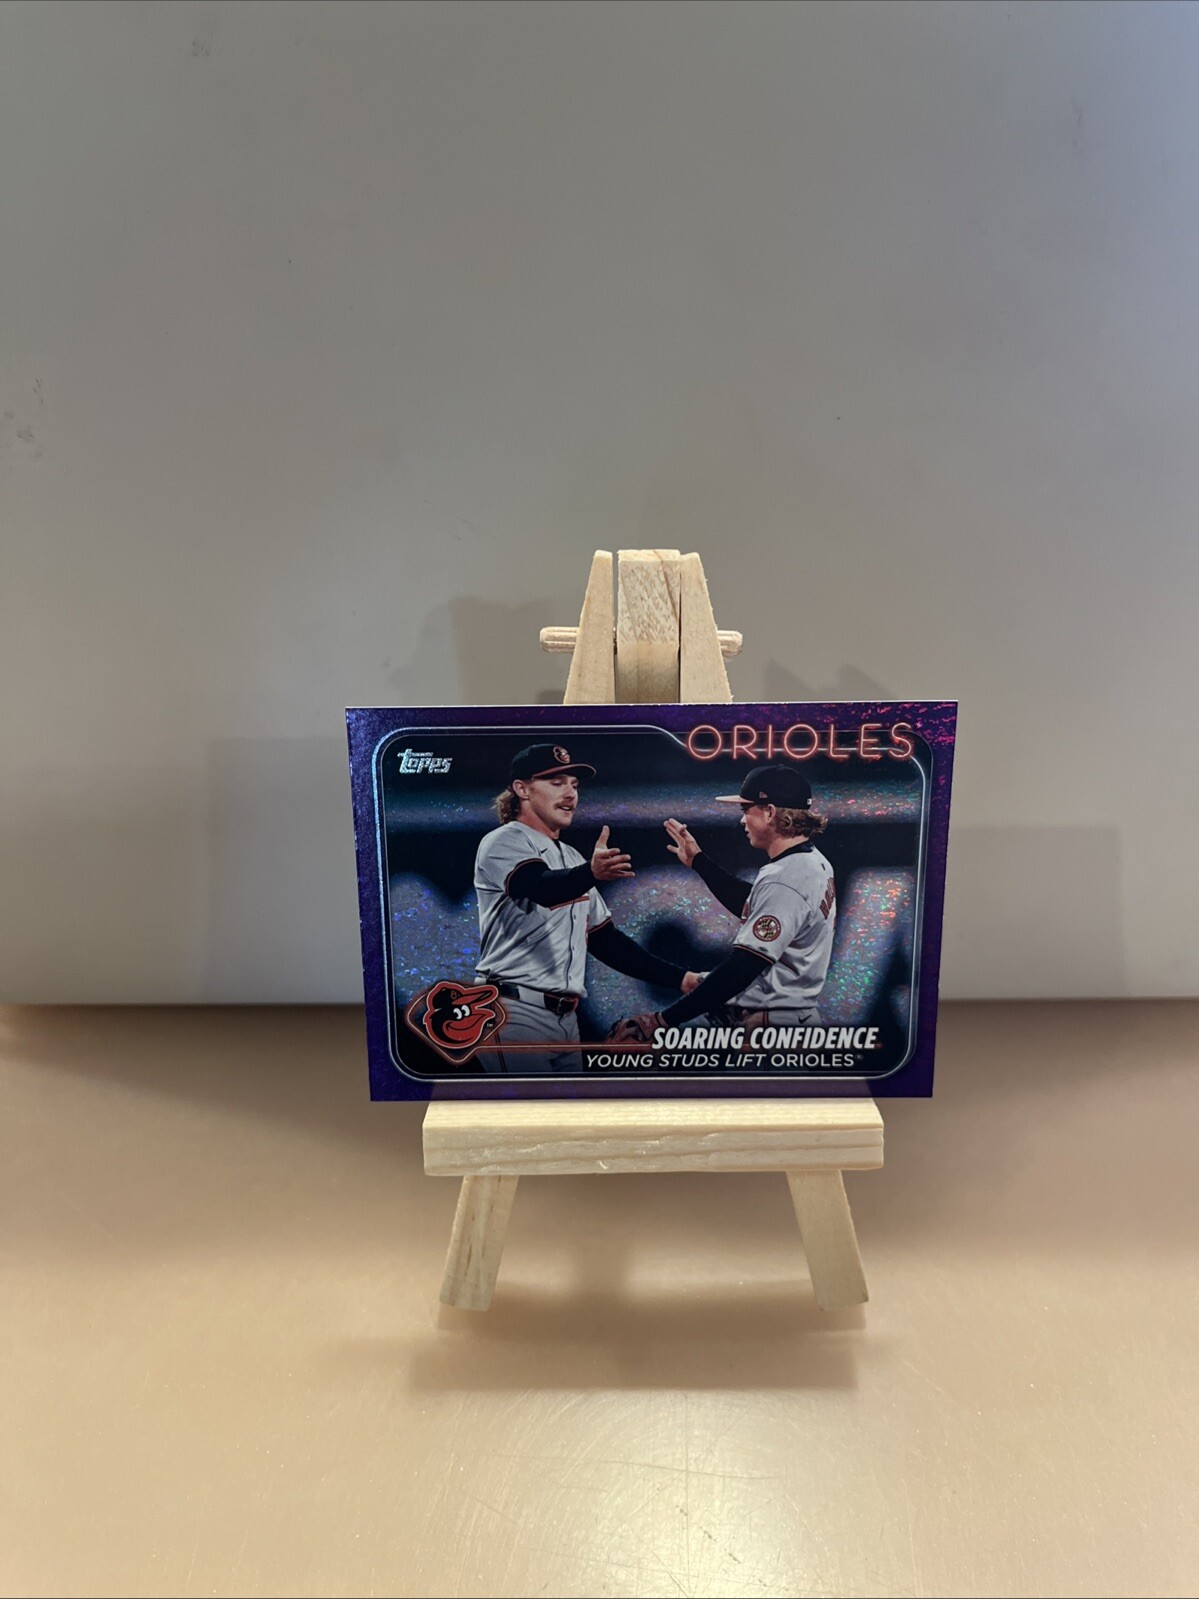 ORIOLES
Topps
SOARING CONFIDENCE
YOUNG STUDS LIFT ORIOLES®